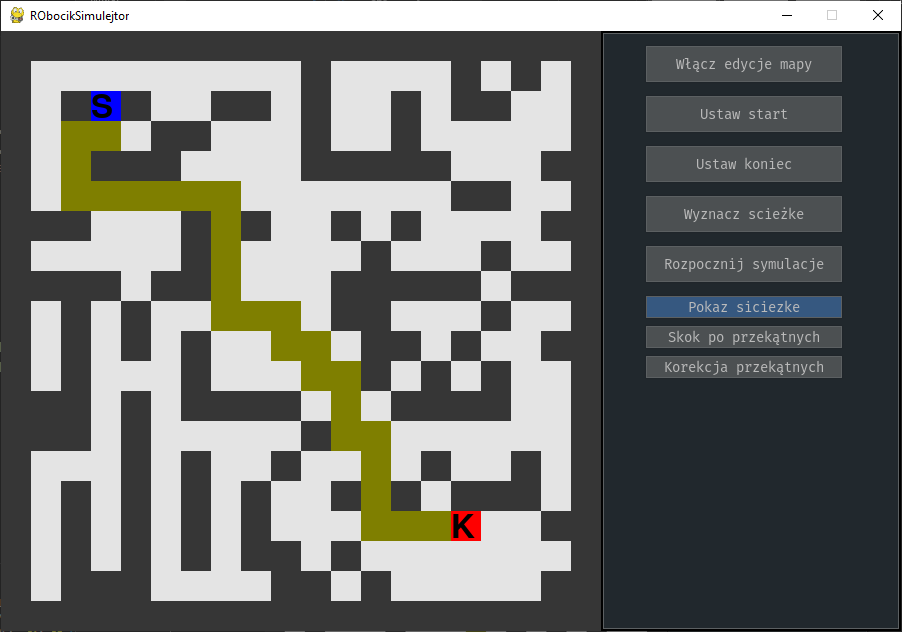 RObocikSimulejtor
S
K
Włącz edycje mapy
Ustaw start
Ustaw koniec
Wyznacz scieżke
Rozpocznij symulacje
Pokaz siciezke
Skok po przekątnych
Korekcja przekątnych